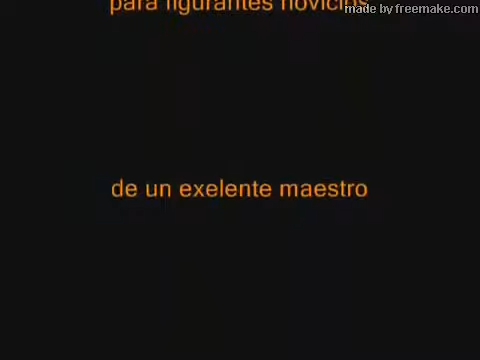 para figurantes novicios
made by freemake.com
de un exelente maestro